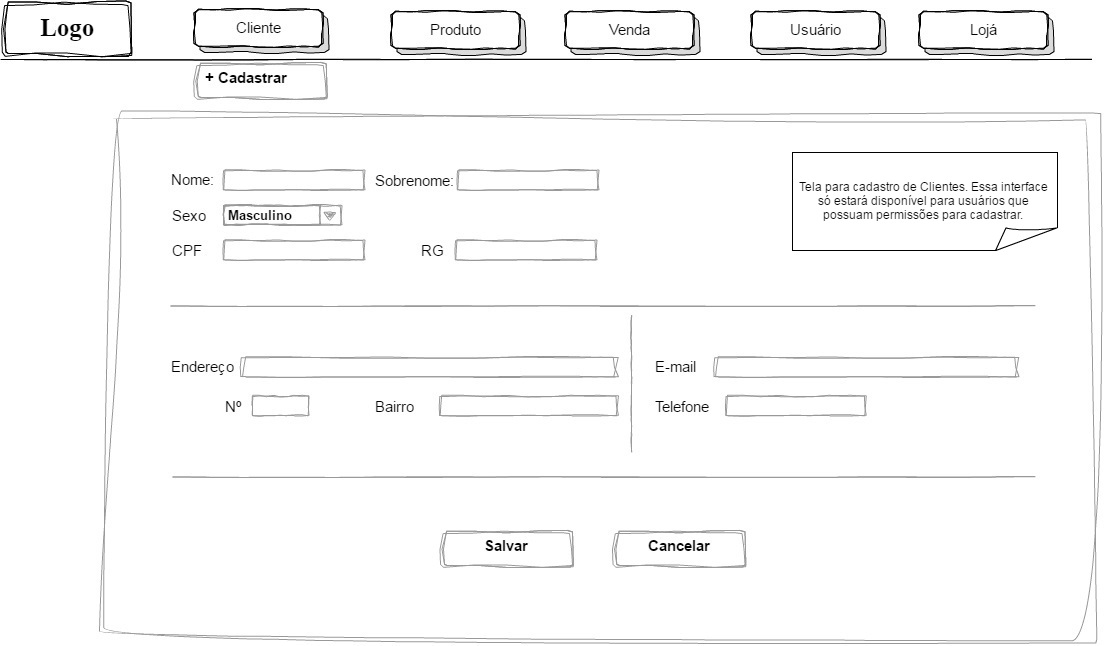 Logo
Cliente
Produto
Venda
Usuário
Lojá
+ Cadastrar
Nome:
Sobrenome:
Tela para cadastro de Clientes. Essa interface
só estará disponível para usuários que
possuam permissões para cadastrar.
Sexo
Masculino
CPF
RG
Endereço
E-mail
Nº
Bairro
Telefone
Salvar
Cancelar